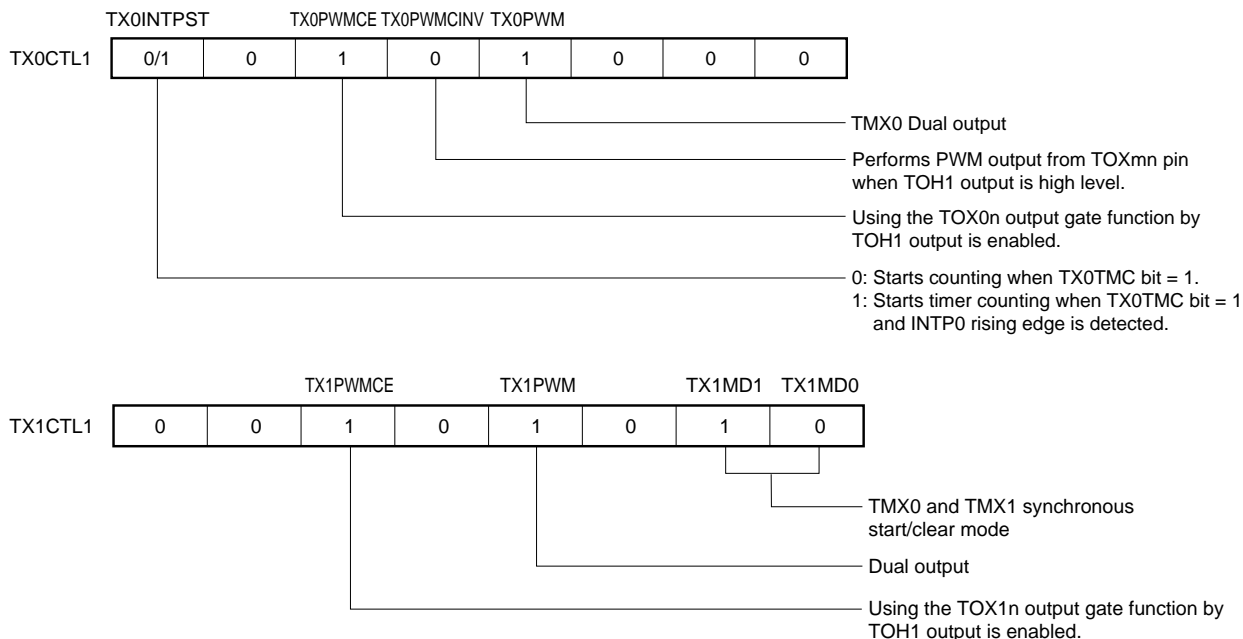 TX0INTPST TX0PWMCE TX0PWMCINV TX0PWM
TX0CTL1 0/1 0 1 0 1 0 0 0
TMX0 Dual output
Performs PWM output from TOXmn pin
when TOH1 output is high level.
Using the TOX0n output gate function by
TOH1 output is enabled.
0: Starts counting when TX0TMC bit = 1.
1: Starts timer counting when TX0TMC bit = 1
and INTP0 rising edge is detected.
TX1PWMCE TX1PWM TX1MD1 TX1MD0
TX1CTL1 0 0 1 0 1 0 1 0
TMX0 and TMX1 synchronous
start/clear mode
Dual output
Using the TOX1n output gate function by
TOH1 output is enabled.